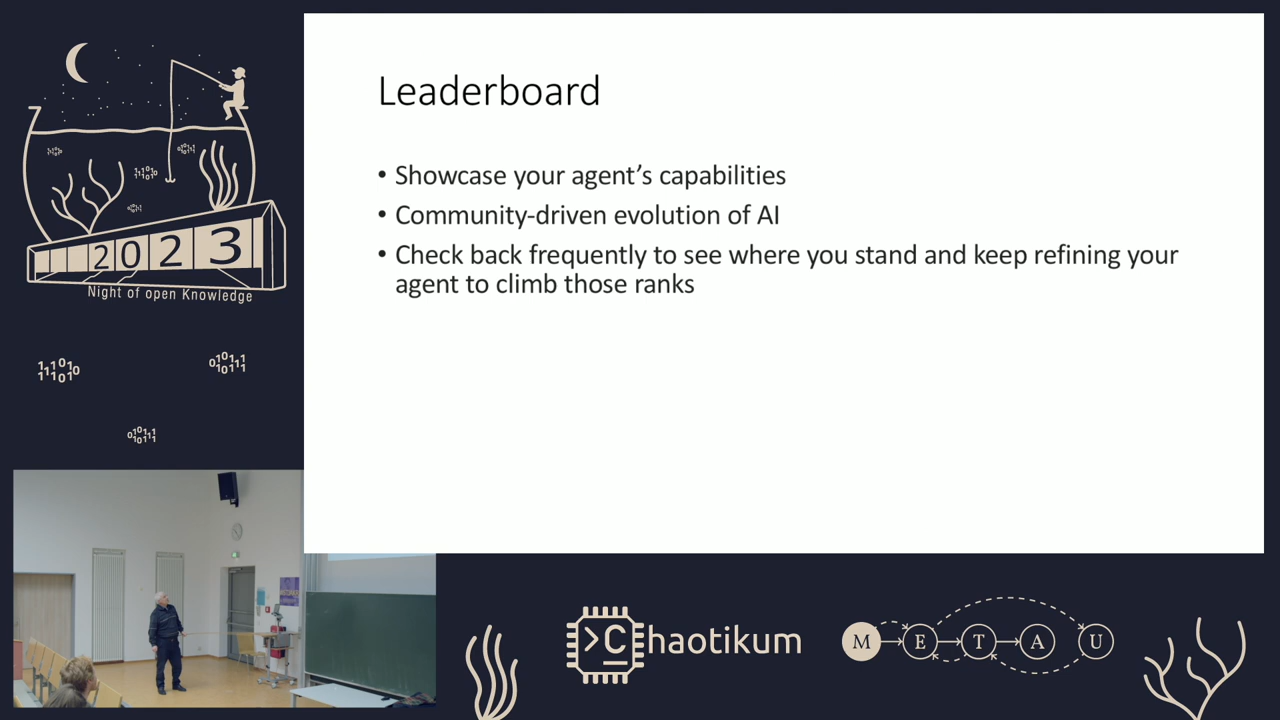 Leaderboard
• Showcase your agent’s capabilities
• Community-driven evolution of AI
• Check back frequently to see where you stand and keep refining your
agent to climb those ranks
2023
Night of open Knowledge
>C haotikum
M E T A U